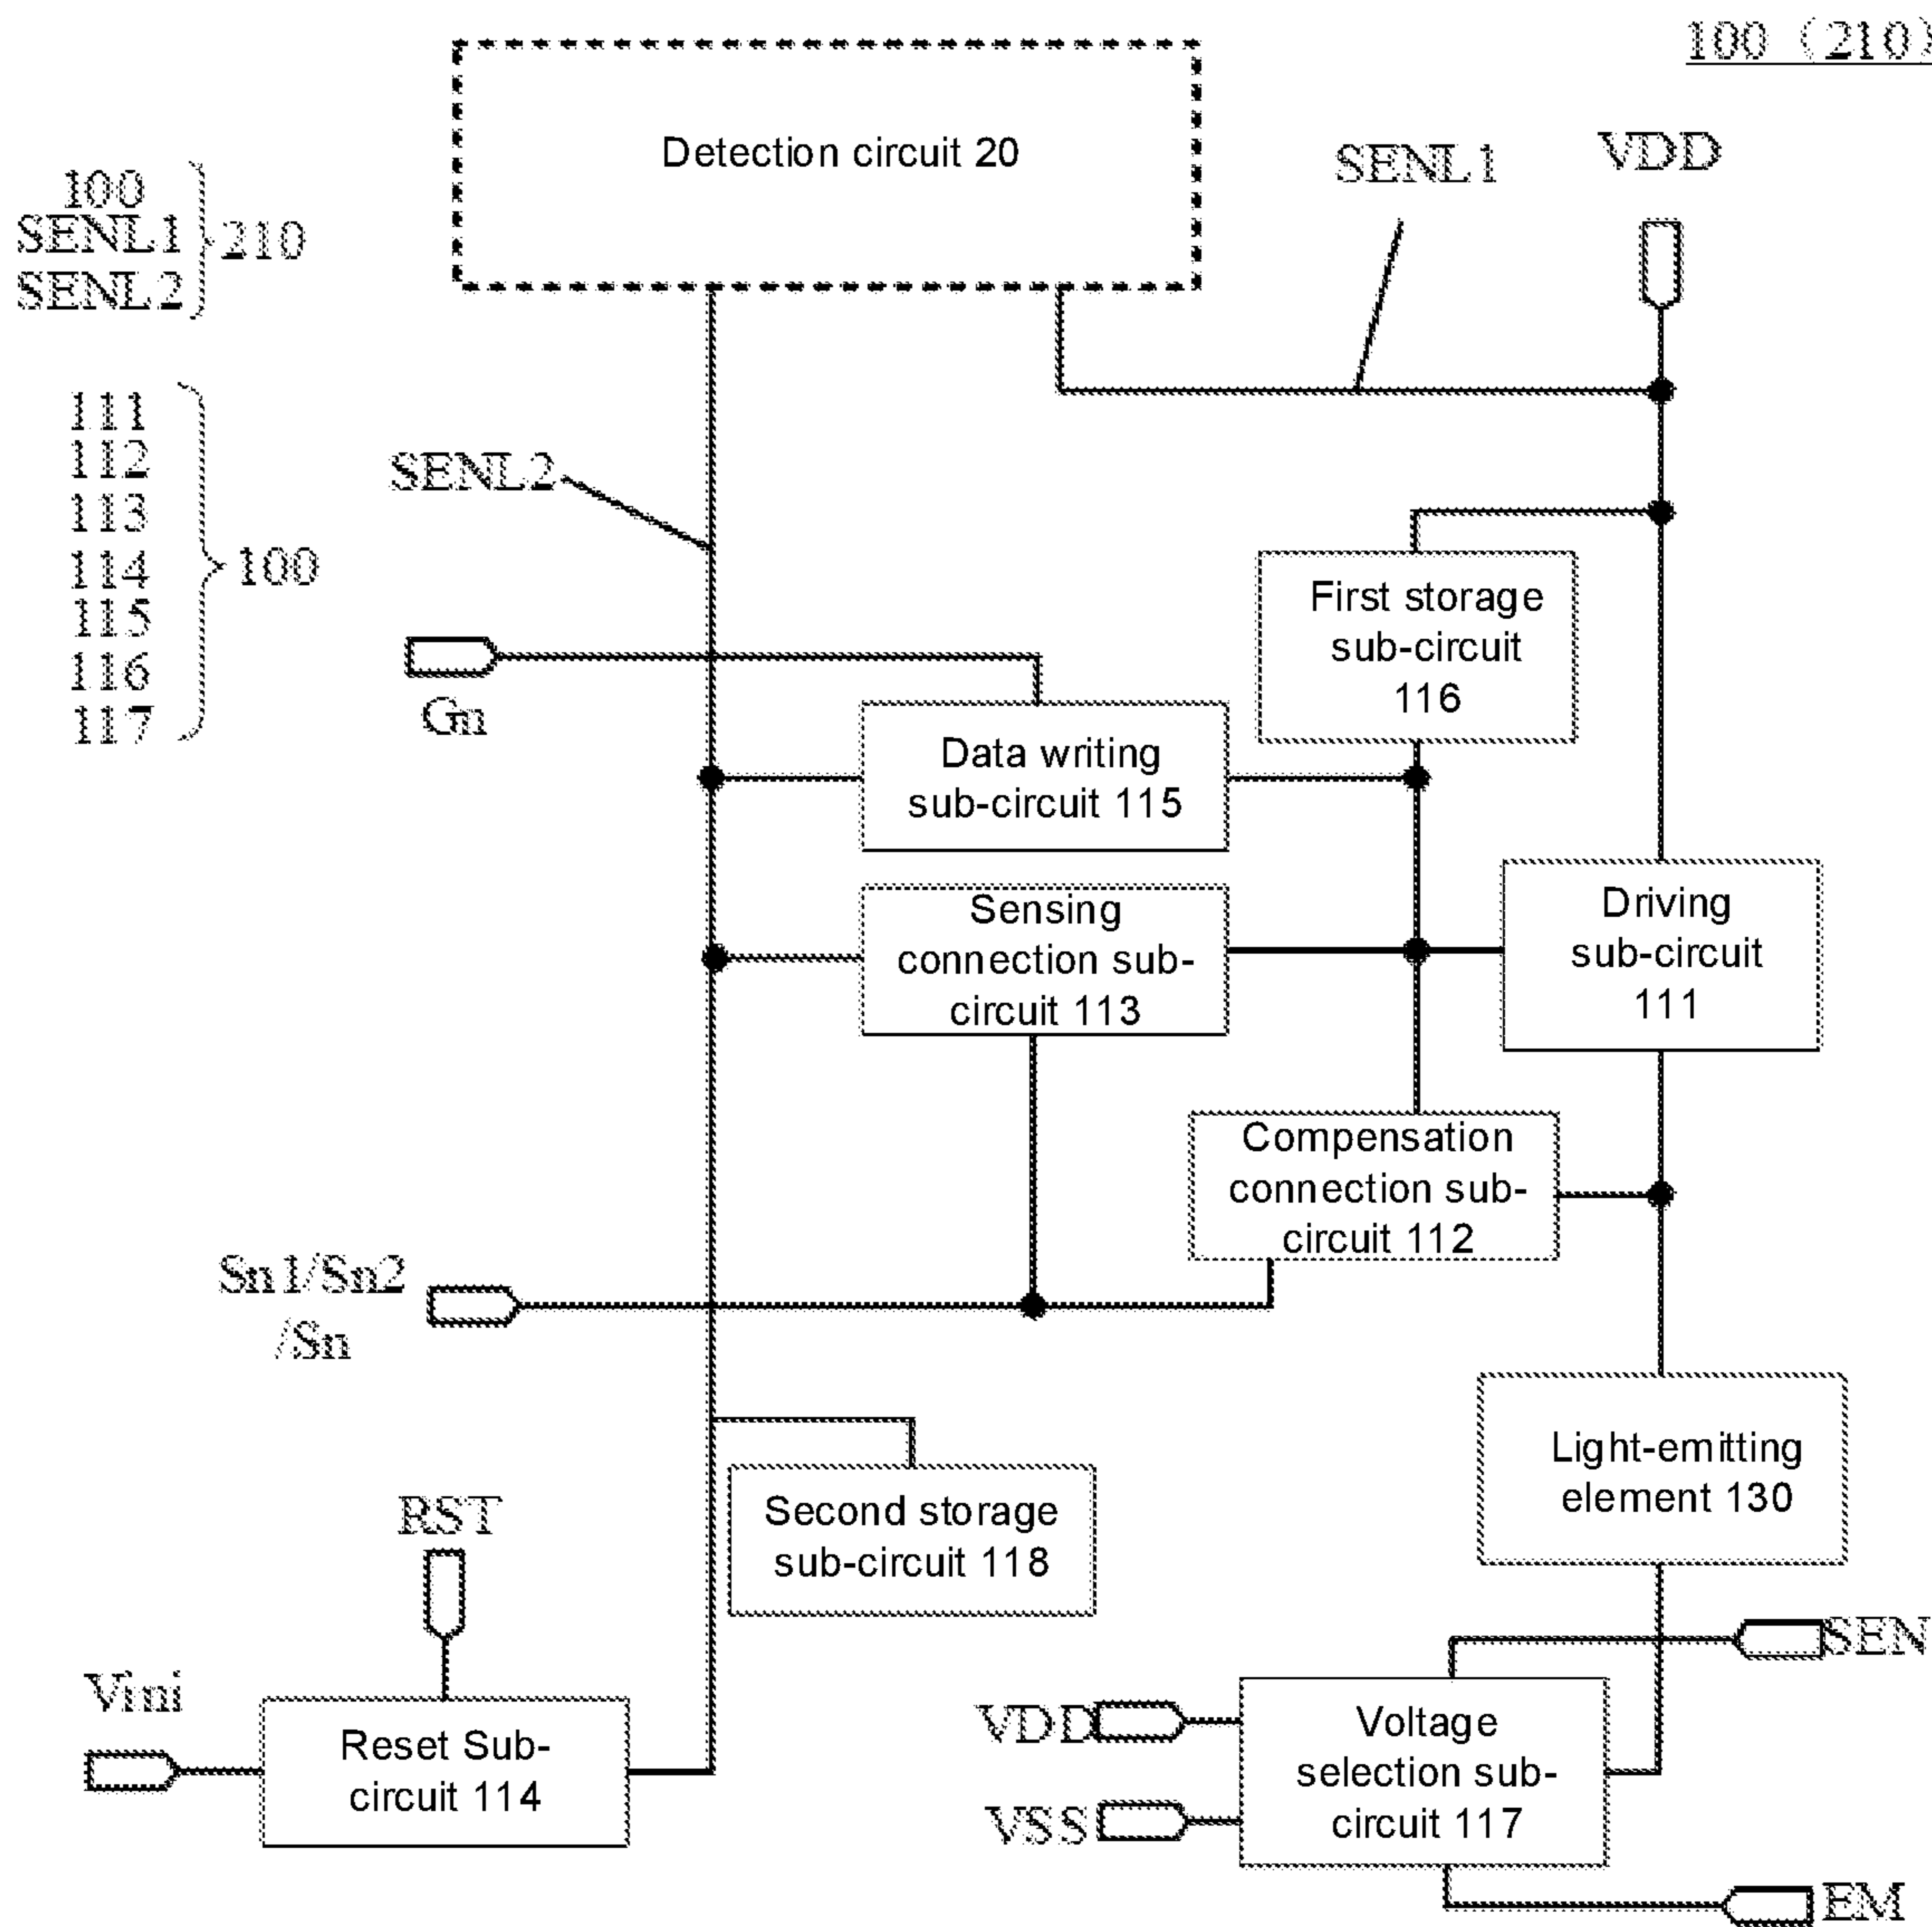 100 (210)
Detection circuit 20
SENL1
VDD
100
SENL1
SENL2
210
111
112
113
114
115
116
117
100
SENL2
First storage
sub-circuit
116
Gn
Data writing
sub-circuit 115
Sensing
connection sub-
circuit 113
Driving
sub-circuit
111
Compensation
connection sub-
circuit 112
Sn1/Sn2
/Sn
Light-emitting
element 130
Second storage
sub-circuit 118
RST
SEN
Vini
Reset Sub-
circuit 114
VDD
VSS
Voltage
selection sub-
circuit 117
EM